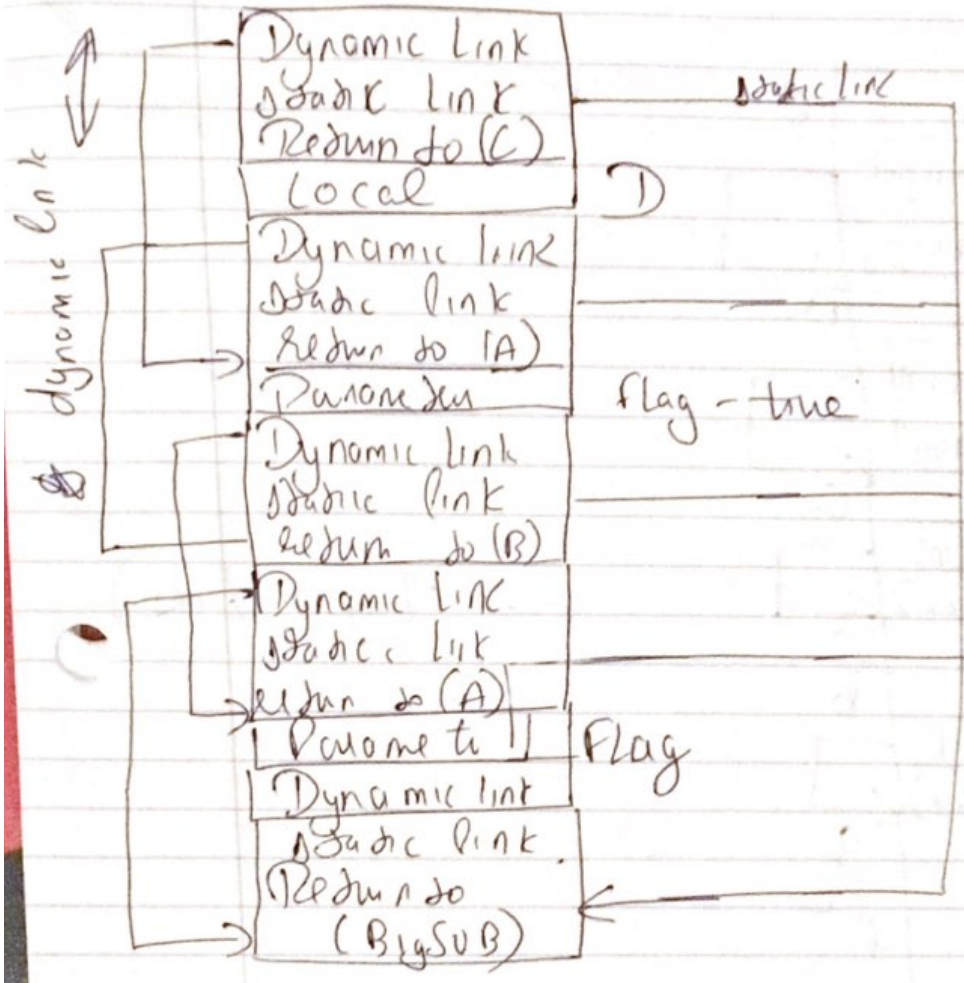 Dynamic Link
static Link
Return to (C)
Local
Dynamic link
static link
Return to (A)
Parameter
Dynamic Link
static link
return to (B)
Dynamic Link
static link
return to (A)
Paramete
Dynamic link
static link.
Return to
(BigSUB)
static link
D
flag - true
FLag
dynamic link